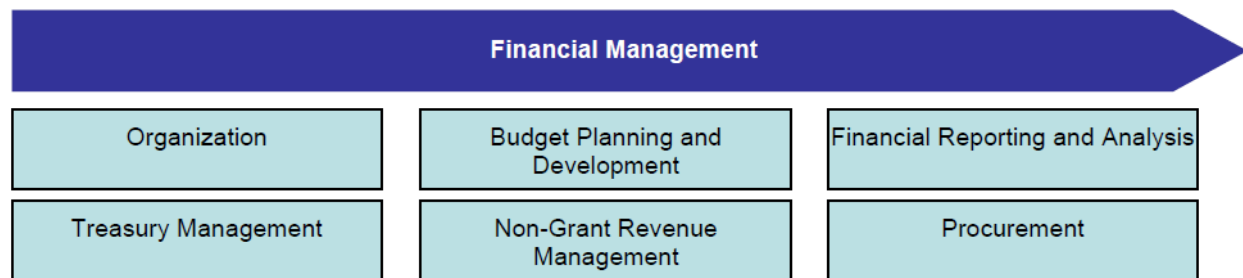 Financial Management
Organization
Budget Planning and
Development
Financial Reporting and Analysis
Treasury Management
Non-Grant Revenue
Management
Procurement